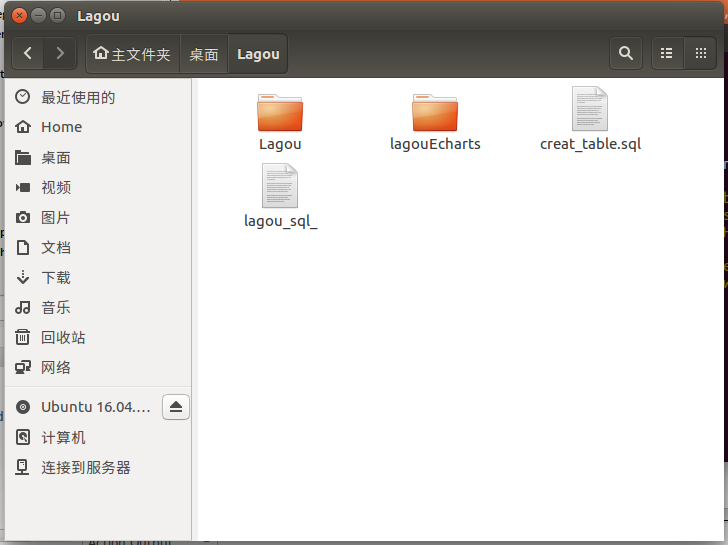 Lagou
主文件夹 桌面 Lagou
最近使用的
Home
桌面
视频
图片
文档
下载
音乐
回收站
网络
Ubuntu 16.04....
计算机
连接到服务器
Lagou lagouEcharts creat_table.sql
lagou_sql_
Action Output